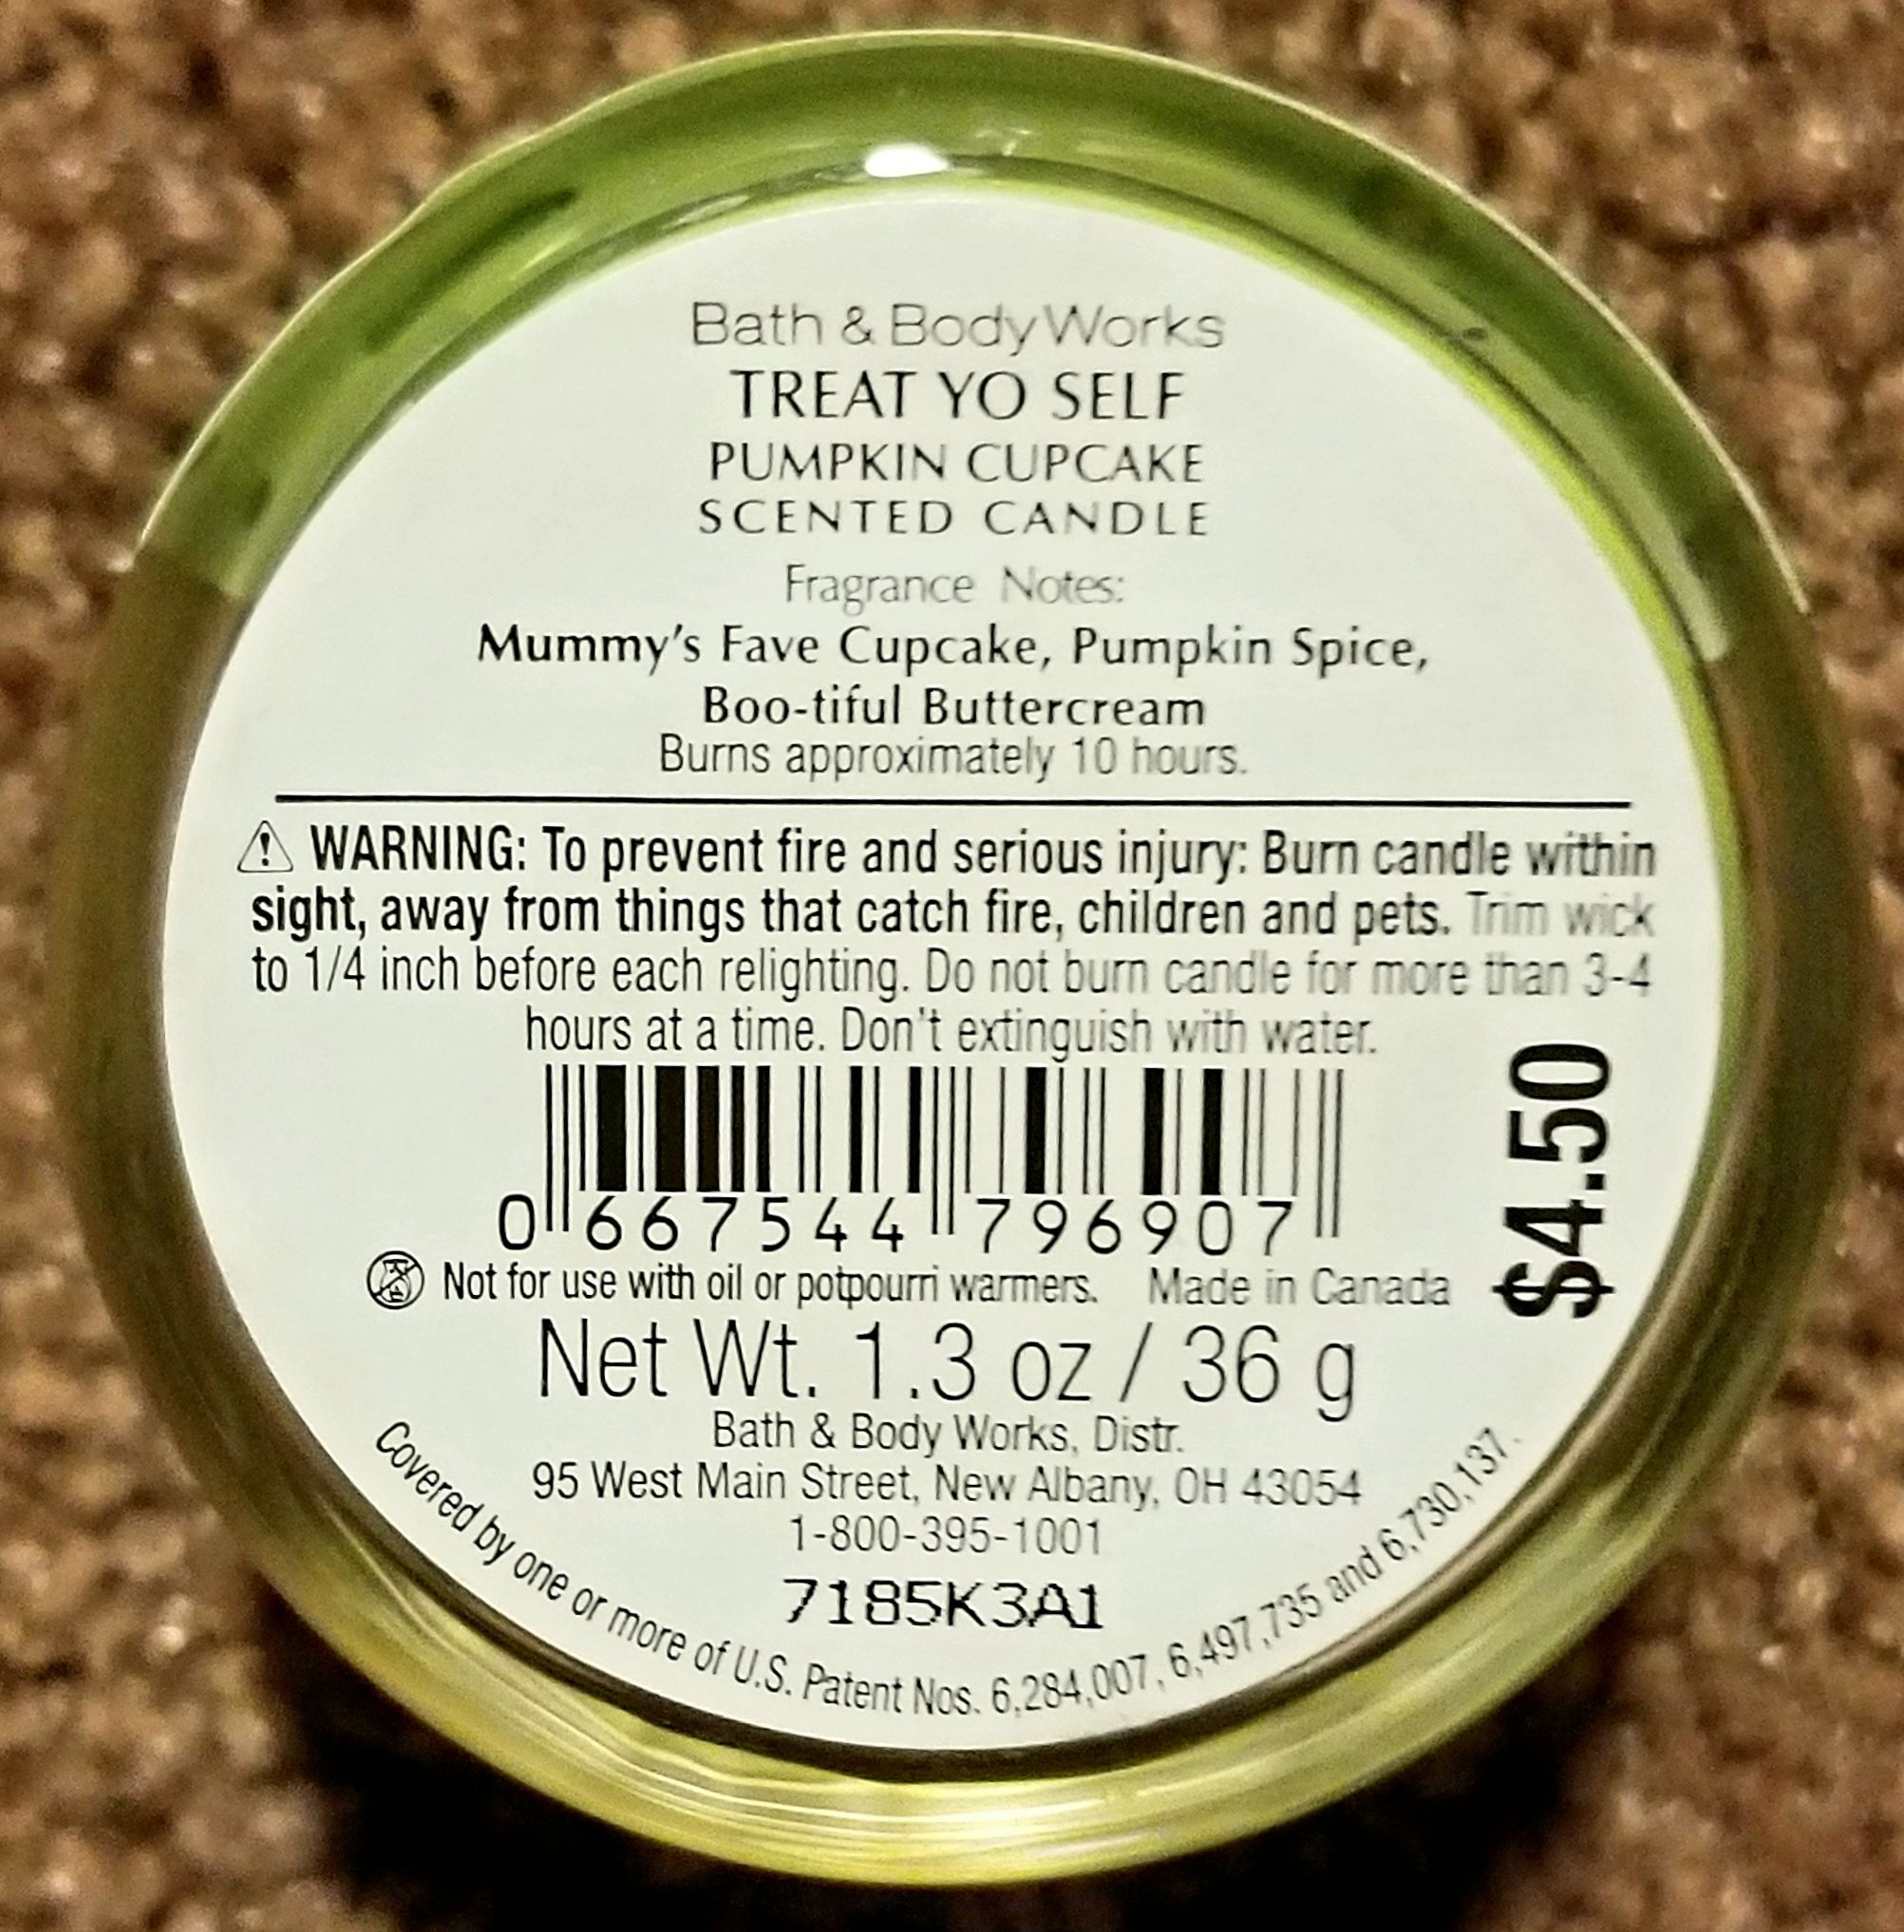 Bath & Body Works
TREAT YO SELF
PUMPKIN CUPCAKE
SCENTED CANDLE
Fragrance Notes:
Mummy's Fave Cupcake, Pumpkin Spice,
Boo-tiful Buttercream
Burns approximately 10 hours.
⚠ WARNING: To prevent fire and serious injury: Burn candle within
sight, away from things that catch fire, children and pets. Trim wick
to 1/4 inch before each relighting. Do not burn candle for more than 3-4
hours at a time. Don't extinguish with water.
$4.50
0 667544 796907
Not for use with oil or potpourri warmers. Made in Canada
Net Wt. 1.3 oz / 36 g
Bath & Body Works, Distr.
95 West Main Street, New Albany, OH 43054
1-800-395-1001
7185K3A1
Covered by one or more of U.S. Patent Nos. 6,284,007, 6,497,735 and 6,730,137.